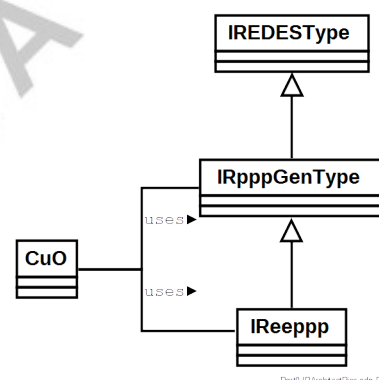 IREDESType
IRpppGenType
uses
CuO
uses
IReeppp